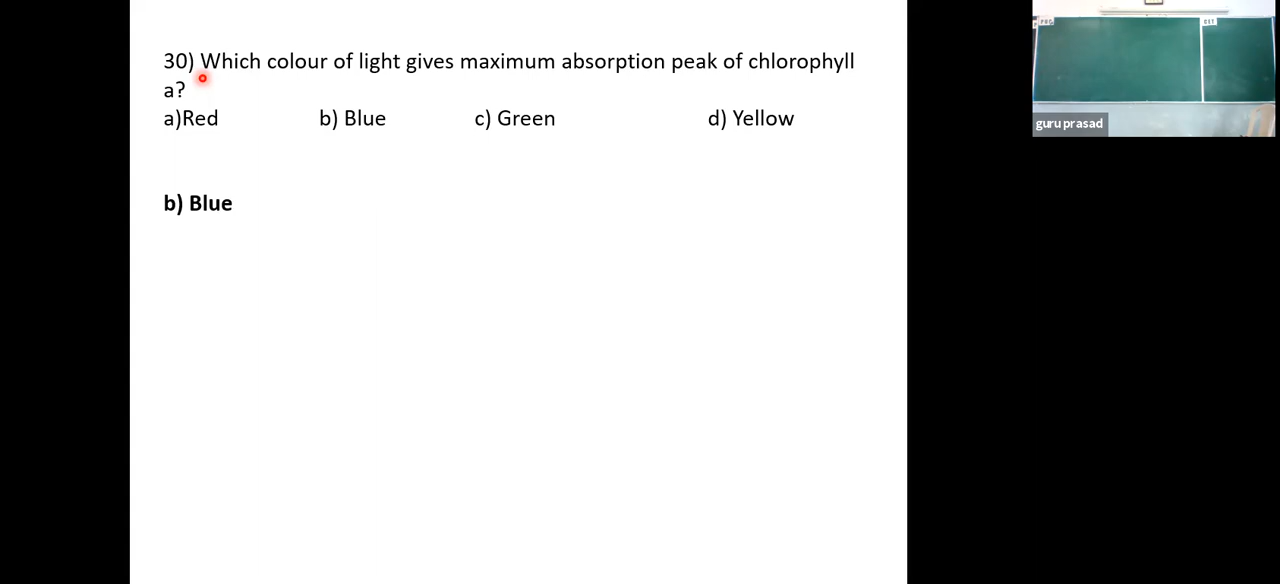 30) Which colour of light gives maximum absorption peak of chlorophyll
a?
a)Red b) Blue c) Green d) Yellow
b) Blue
guru prasad